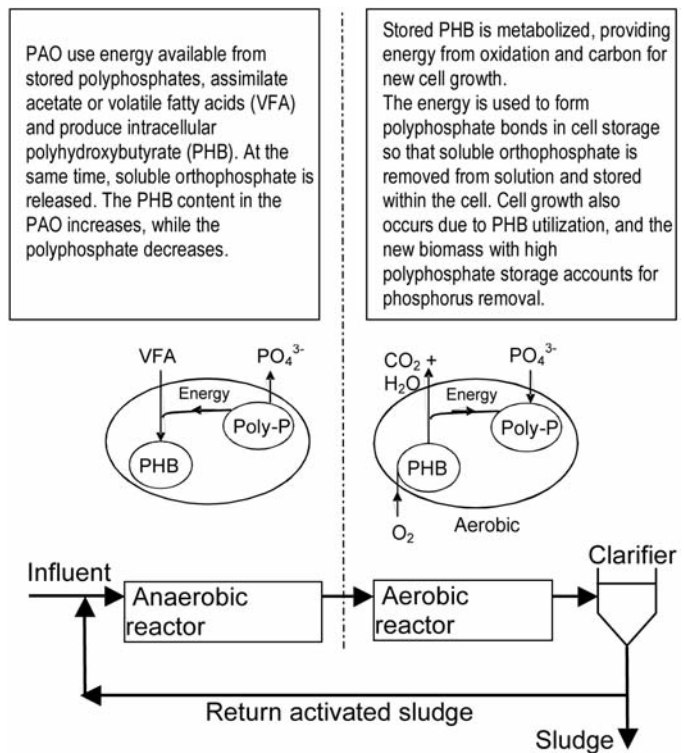 PAO use energy available from
stored polyphosphates, assimilate
acetate or volatile fatty acids (VFA)
and produce intracellular
polyhydroxybutyrate (PHB). At the
same time, soluble orthophosphate is
released. The PHB content in the
PAO increases, while the
polyphosphate decreases.
Stored PHB is metabolized, providing
energy from oxidation and carbon for
new cell growth.
The energy is used to form
polyphosphate bonds in cell storage
so that soluble orthophosphate is
removed from solution and stored
within the cell. Cell growth also
occurs due to PHB utilization, and the
new biomass with high
polyphosphate storage accounts for
phosphorus removal.
VFA
PO₄³⁻
Energy
Poly-P
PHB
CO₂ +
H₂O
PO₄³⁻
Energy
Poly-P
PHB
O₂
Aerobic
Influent
Anaerobic
reactor
Aerobic
reactor
Clarifier
Return activated sludge
Sludge